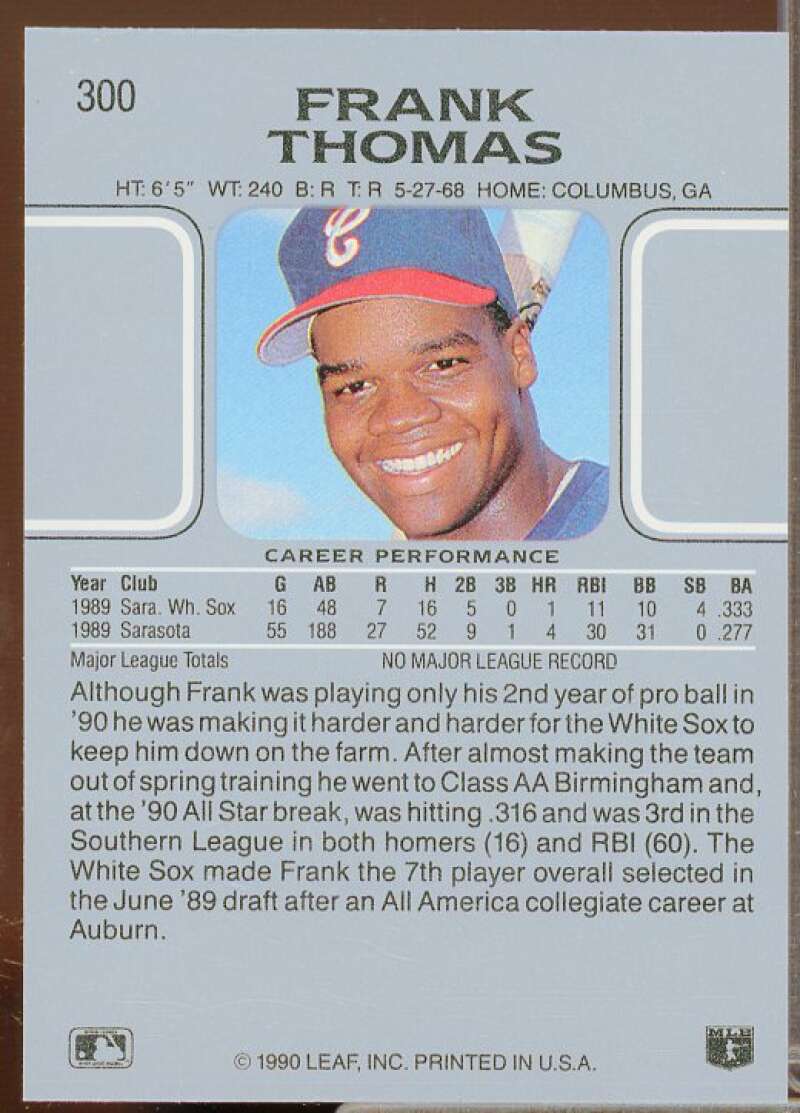 300
FRANK
THOMAS
HT: 6'5" WT: 240 B: R T: R 5-27-68 HOME: COLUMBUS, GA
C
CAREER PERFORMANCE
Year Club G AB R H 2B 3B HR RBI BB SB BA
1989 Sara. Wh. Sox 16 48 7 16 5 0 1 11 10 4 .333
1989 Sarasota 55 188 27 52 9 1 4 30 31 0 .277
Major League Totals NO MAJOR LEAGUE RECORD
Although Frank was playing only his 2nd year of pro ball in
'90 he was making it harder and harder for the White Sox to
keep him down on the farm. After almost making the team
out of spring training he went to Class AA Birmingham and,
at the '90 All Star break, was hitting .316 and was 3rd in the
Southern League in both homers (16) and RBI (60). The
White Sox made Frank the 7th player overall selected in
the June '89 draft after an All America collegiate career at
Auburn.
MLB
© 1990 LEAF, INC. PRINTED IN U.S.A.